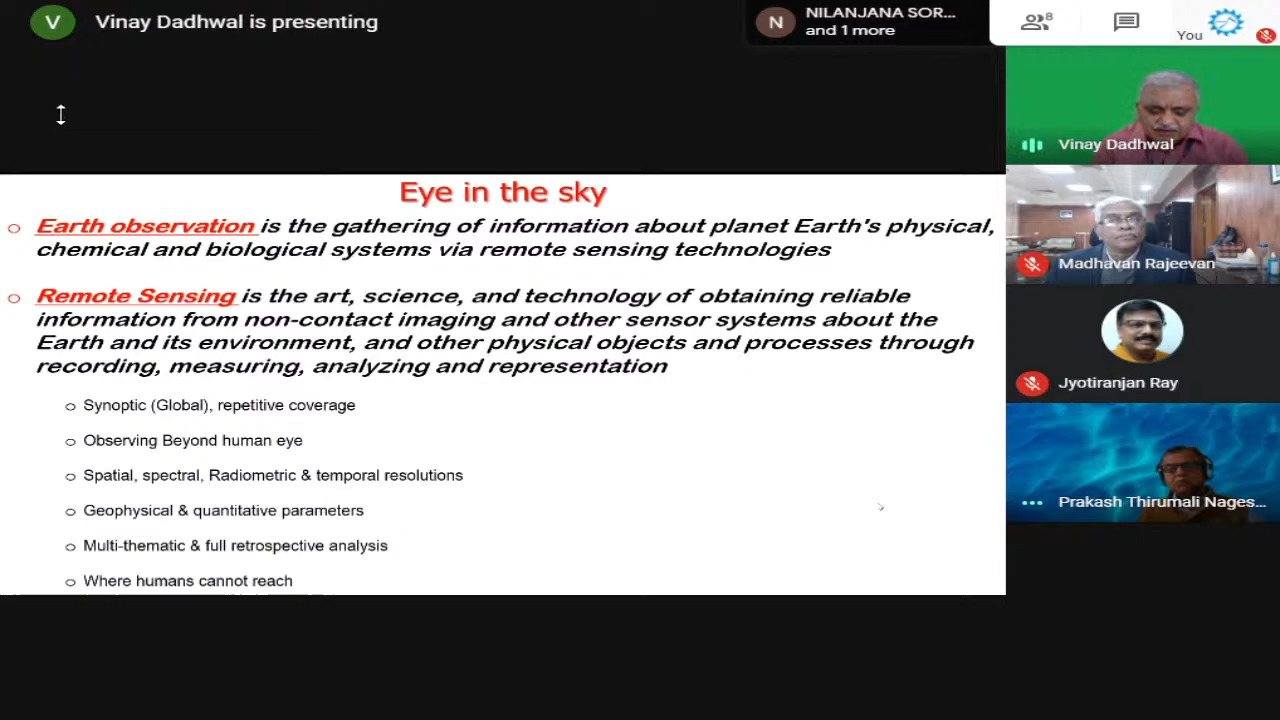 V
Vinay Dadhwal is presenting
N
NILANJANA SOR...
and 1 more
8
You
Vinay Dadhwal
Madhavan Rajeevan
Jyotiranjan Ray
Prakash Thirumali Nages...
Eye in the sky
Earth observation is the gathering of information about planet Earth's physical,
chemical and biological systems via remote sensing technologies
Remote Sensing is the art, science, and technology of obtaining reliable
information from non-contact imaging and other sensor systems about the
Earth and its environment, and other physical objects and processes through
recording, measuring, analyzing and representation
Synoptic (Global), repetitive coverage
Observing Beyond human eye
Spatial, spectral, Radiometric & temporal resolutions
Geophysical & quantitative parameters
Multi-thematic & full retrospective analysis
Where humans cannot reach